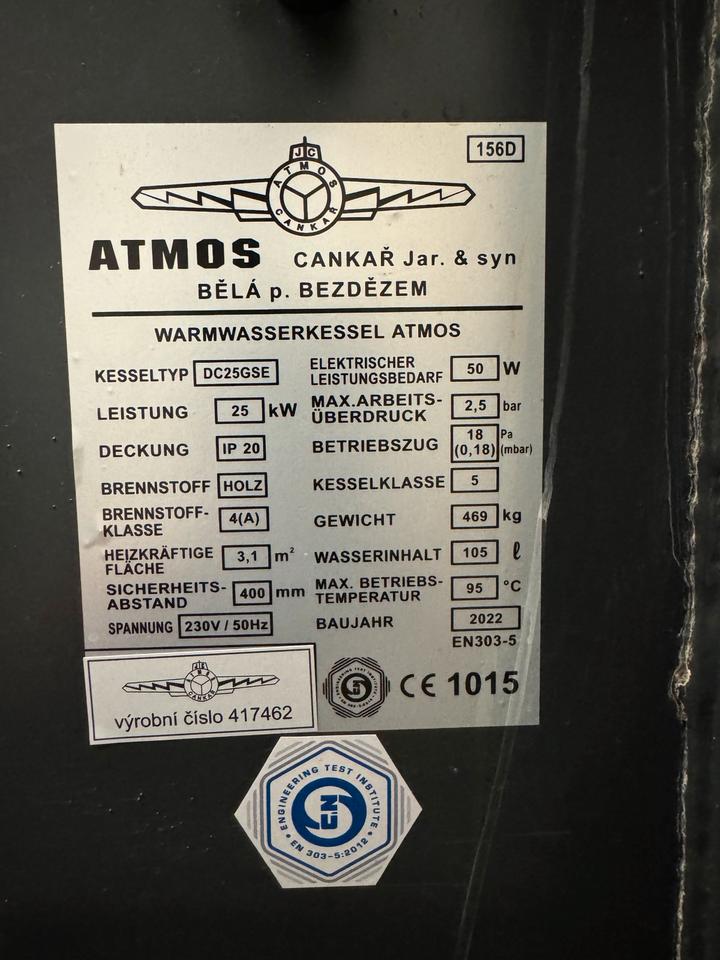 156D
JC
ATMOS
CANKAŘ
ATMOS CANKAŘ Jar. & syn
BĚLÁ p. BEZDĚZEM
WARMWASSERKESSEL ATMOS
KESSELTYP DC25GSE
LEISTUNG 25 kW
DECKUNG IP 20
BRENNSTOFF HOLZ
BRENNSTOFF-
KLASSE 4(A)
HEIZKRÄFTIGE
FLÄCHE 3,1 m²
SICHERHEITS-
ABSTAND 400 mm
SPANNUNG 230V / 50Hz
ELEKTRISCHER
LEISTUNGSBEDARF 50 W
MAX.ARBEITS-
ÜBERDRUCK 2,5 bar
BETRIEBSZUG 18 Pa
(0,18) (mbar)
KESSELKLASSE 5
GEWICHT 469 kg
WASSERINHALT 105 ℓ
MAX. BETRIEBS-
TEMPERATUR 95 °C
BAUJAHR 2022
EN303-5
CE 1015
CANKAŘ
výrobní číslo 417462
ENGINEERING TEST INSTITUTE
EN 303-5:2012